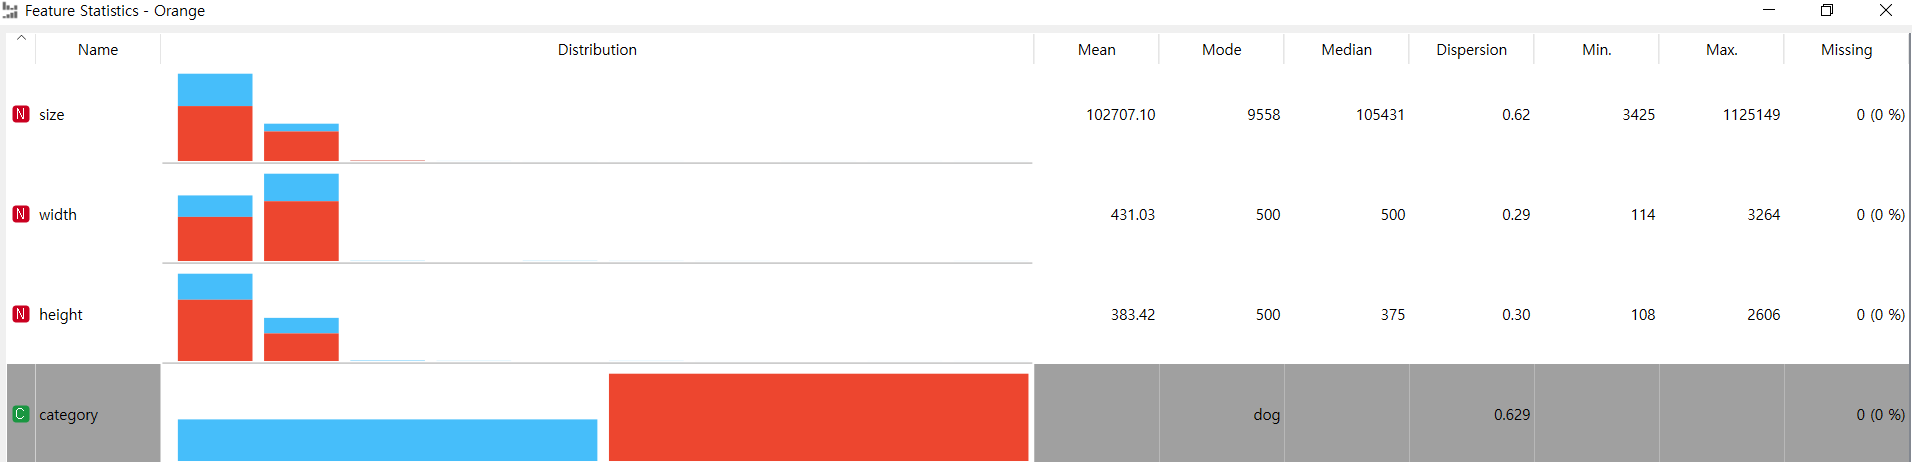 Feature Statistics - Orange
Name Distribution Mean Mode Median Dispersion Min. Max. Missing
N size 102707.10 9558 105431 0.62 3425 1125149 0 (0 %)
N width 431.03 500 500 0.29 114 3264 0 (0 %)
N height 383.42 500 375 0.30 108 2606 0 (0 %)
C category dog 0.629 0 (0 %)